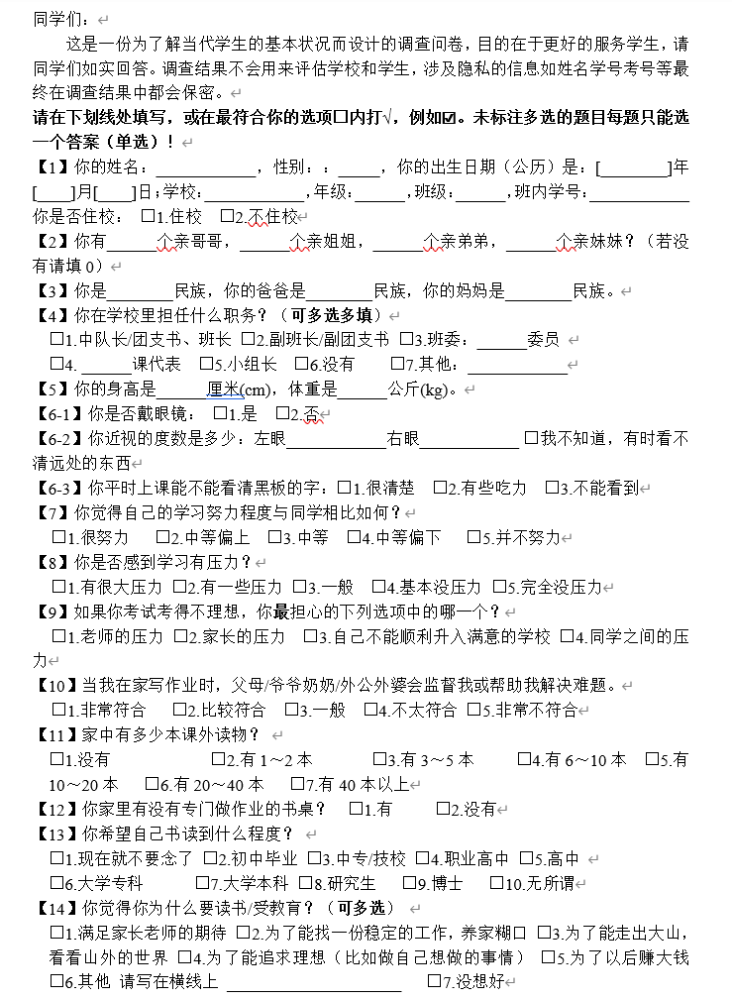 同学们：
这是一份为了解当代学生的基本状况而设计的调查问卷，目的在于更好的服务学生，请
同学们如实回答。调查结果不会用来评估学校和学生，涉及隐私的信息如姓名学号考号等最
终在调查结果中都会保密。
请在下划线处填写，或在最符合你的选项□内打√，例如☑。未标注多选的题目每题只能选
一个答案（单选）！
【1】你的姓名：____________，性别：：_____，你的出生日期（公历）是：[________]年
[____]月[____]日；学校：____________,年级：______,班级：______,班内学号：____________
你是否住校： □1.住校 □2.不住校
【2】你有______个亲哥哥，______个亲姐姐，______个亲弟弟，______个亲妹妹？（若没
有请填 0）
【3】你是________民族，你的爸爸是________民族，你的妈妈是________民族。
【4】你在学校里担任什么职务？（可多选多填）
□1.中队长/团支书、班长 □2.副班长/副团支书 □3.班委：______委员
□4. ______课代表 □5.小组长 □6.没有 □7.其他：____________
【5】你的身高是______厘米(cm)，体重是______公斤(kg)。
【6-1】你是否戴眼镜： □1.是 □2.否
【6-2】你近视的度数是多少：左眼____________右眼____________ □我不知道，有时看不
清远处的东西
【6-3】你平时上课能不能看清黑板的字：□1.很清楚 □2.有些吃力 □3.不能看到
【7】你觉得自己的学习努力程度与同学相比如何？
□1.很努力 □2.中等偏上 □3.中等 □4.中等偏下 □5.并不努力
【8】你是否感到学习有压力？
□1.有很大压力 □2.有一些压力 □3.一般 □4.基本没压力 □5.完全没压力
【9】如果你考试考得不理想，你最担心的下列选项中的哪一个？
□1.老师的压力 □2.家长的压力 □3.自己不能顺利升入满意的学校 □4.同学之间的压
力
【10】当我在家写作业时，父母/爷爷奶奶/外公外婆会监督我或帮助我解决难题。
□1.非常符合 □2.比较符合 □3.一般 □4.不太符合 □5.非常不符合
【11】家中有多少本课外读物？
□1.没有 □2.有 1～2 本 □3.有 3～5 本 □4.有 6～10 本 □5.有
10～20 本 □6.有 20～40 本 □7.有 40 本以上
【12】你家里有没有专门做作业的书桌？ □1.有 □2.没有
【13】你希望自己书读到什么程度？
□1.现在就不要念了 □2.初中毕业 □3.中专/技校 □4.职业高中 □5.高中
□6.大学专科 □7.大学本科 □8.研究生 □9.博士 □10.无所谓
【14】你觉得你为什么要读书/受教育？（可多选）
□1.满足家长老师的期待 □2.为了能找一份稳定的工作，养家糊口 □3.为了能走出大山，
看看山外的世界 □4.为了能追求理想（比如做自己想做的事情） □5.为了以后赚大钱
□6.其他 请写在横线上 _____________________ □7.没想好